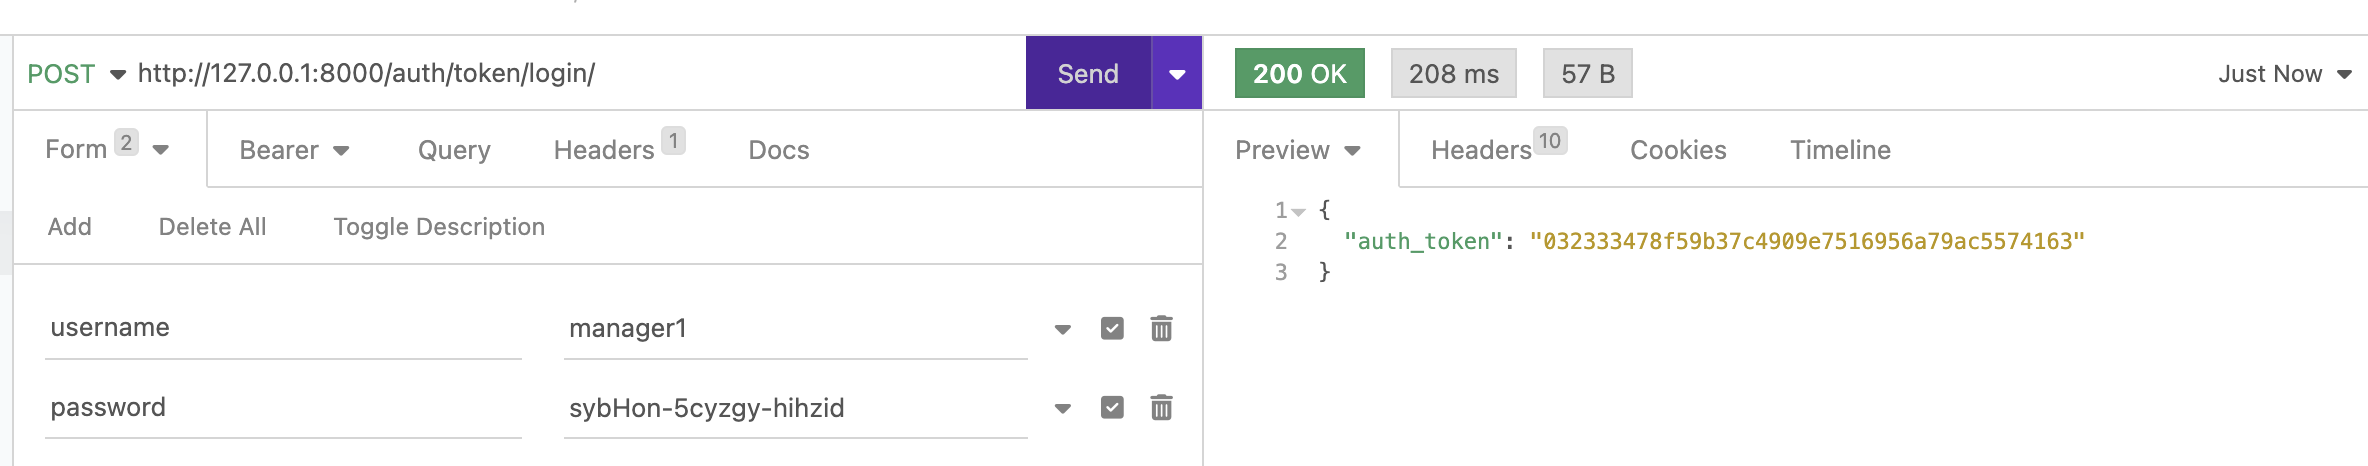 POST http://127.0.0.1:8000/auth/token/login/ Send 200 OK 208 ms 57 B Just Now
Form 2 Bearer Query Headers 1 Docs
Preview Headers 10 Cookies Timeline
Add Delete All Toggle Description
1 {
2 "auth_token": "032333478f59b37c4909e7516956a79ac5574163"
3 }
username manager1
password sybHon-5cyzgy-hihzid